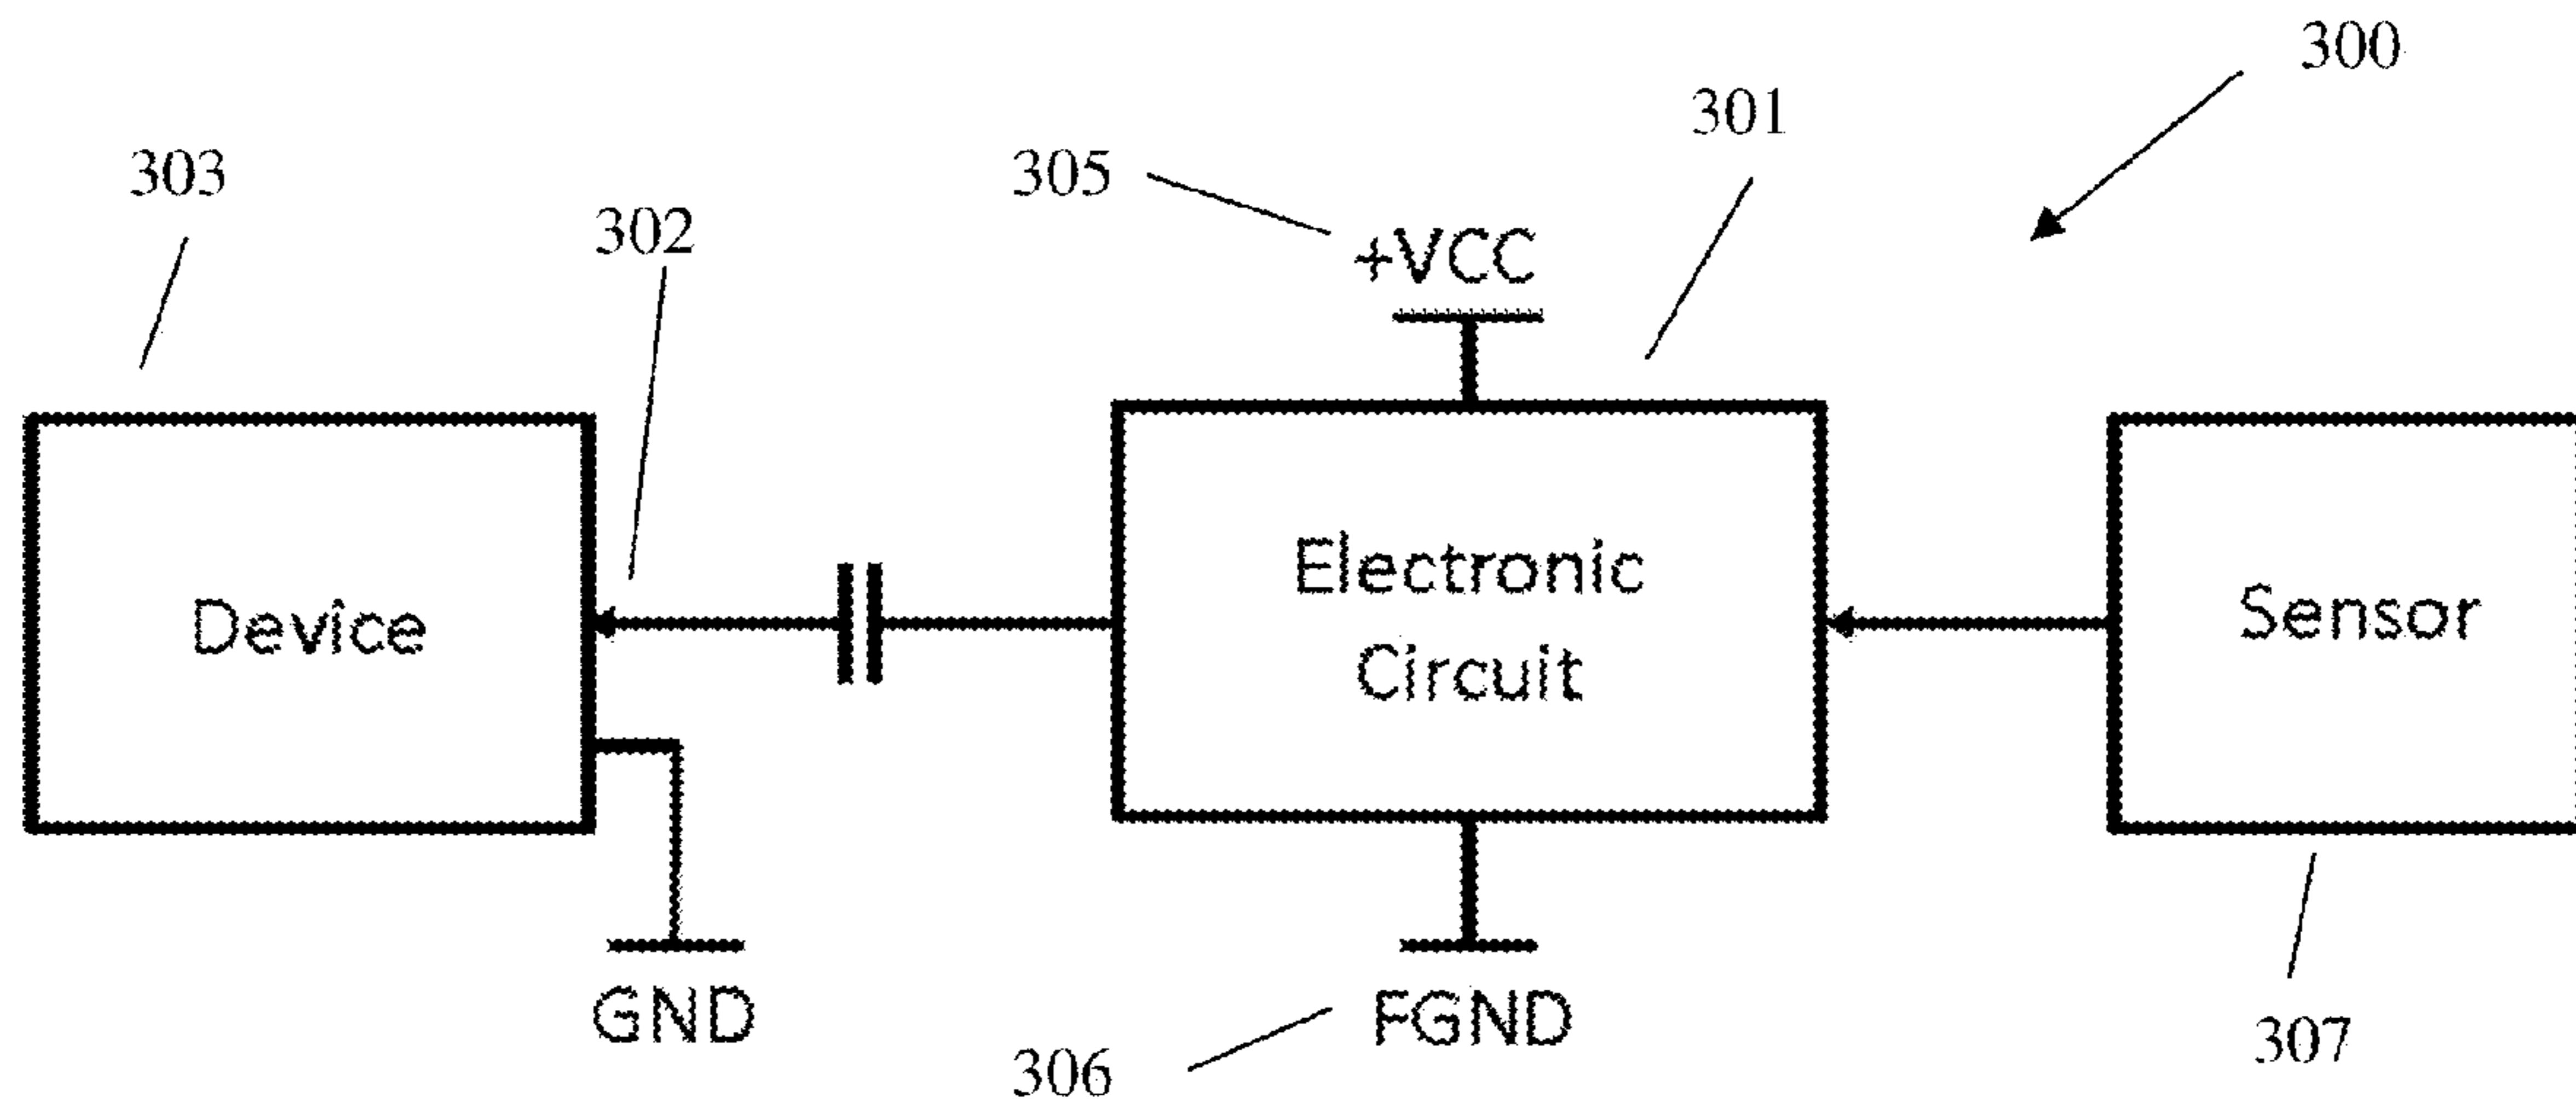 300
301
303
305
302
+VCC
Electronic
Circuit
Device
Sensor
GND
FGND
307
306